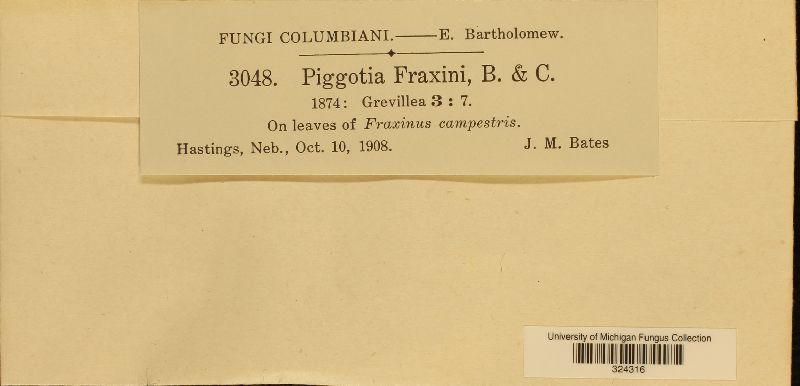 FUNGI COLUMBIANI.——E. Bartholomew.
3048. Piggotia Fraxini, B. & C.
1874: Grevillea 3 : 7.
On leaves of Fraxinus campestris.
Hastings, Neb., Oct. 10, 1908. J. M. Bates
University of Michigan Fungus Collection
324316